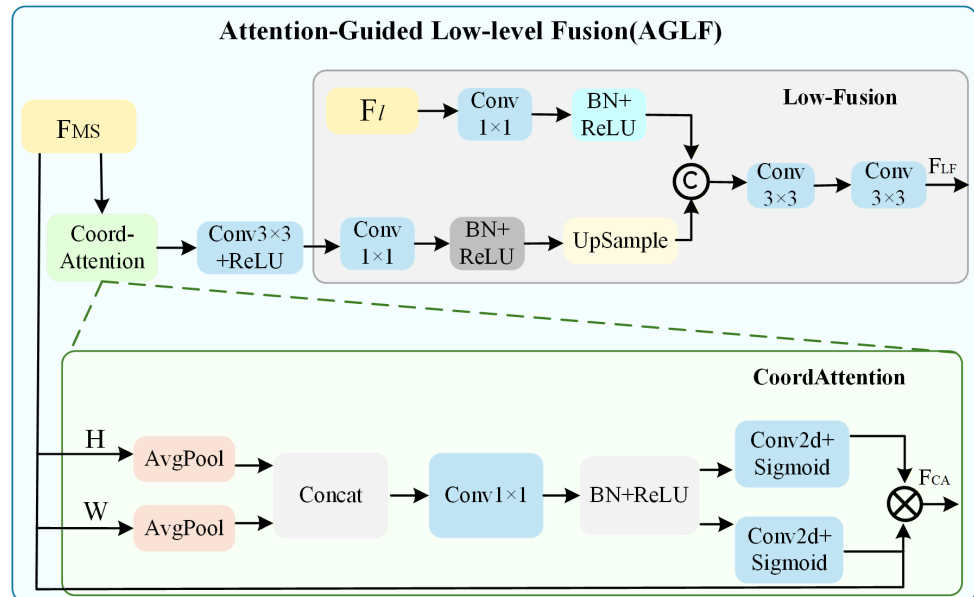 Attention-Guided Low-level Fusion(AGLF)
FMS
Coord-
Attention
Conv3×3
+ReLU
Low-Fusion
Fl
Conv
1×1
BN+
ReLU
Conv
1×1
BN+
ReLU
UpSample
C
Conv
3×3
Conv
3×3
FLF
CoordAttention
H
AvgPool
W
AvgPool
Concat
Conv1×1
BN+ReLU
Conv2d+
Sigmoid
Conv2d+
Sigmoid
FCA